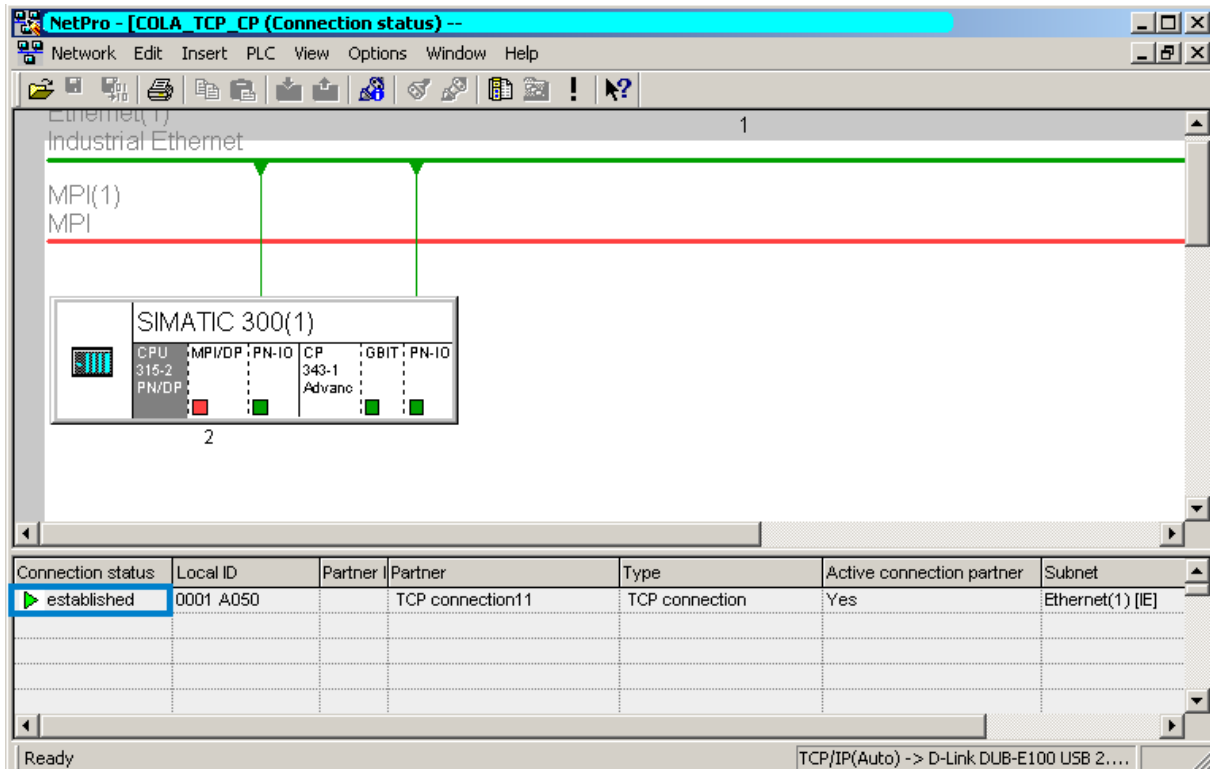 NetPro - [COLA_TCP_CP (Connection status) --
Network Edit Insert PLC View Options Window Help
Ethernet(1)
Industrial Ethernet
1
MPI(1)
MPI
SIMATIC 300(1)
CPU 315-2 PN/DP
MPI/DP
PN-IO
CP 343-1 Advanc
GBIT
PN-IO
2
Connection status Local ID Partner I Partner Type Active connection partner Subnet
established 0001 A050 TCP connection11 TCP connection Yes Ethernet(1) [IE]
Ready TCP/IP(Auto) -> D-Link DUB-E100 USB 2....